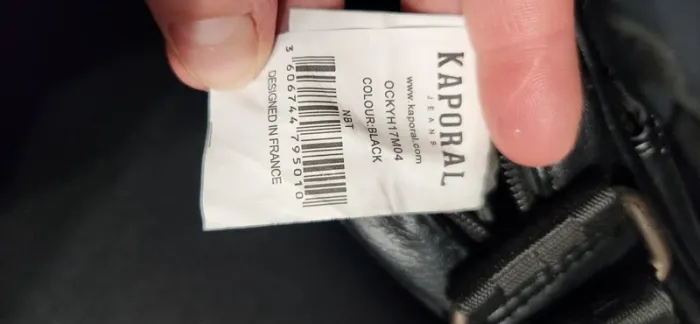 KAPORAL
JEANS
www.kaporal.com
OCKYH17M04
COLOUR:BLACK
NBT
3 606744 795010
DESIGNED IN FRANCE